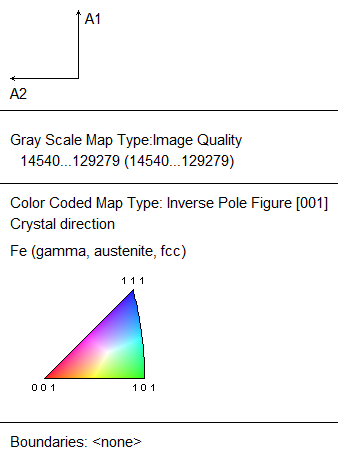 A1
A2
Gray Scale Map Type:Image Quality
14540...129279 (14540...129279)
Color Coded Map Type: Inverse Pole Figure [001]
Crystal direction
Fe (gamma, austenite, fcc)
1 1 1
0 0 1
1 0 1
Boundaries: <none>